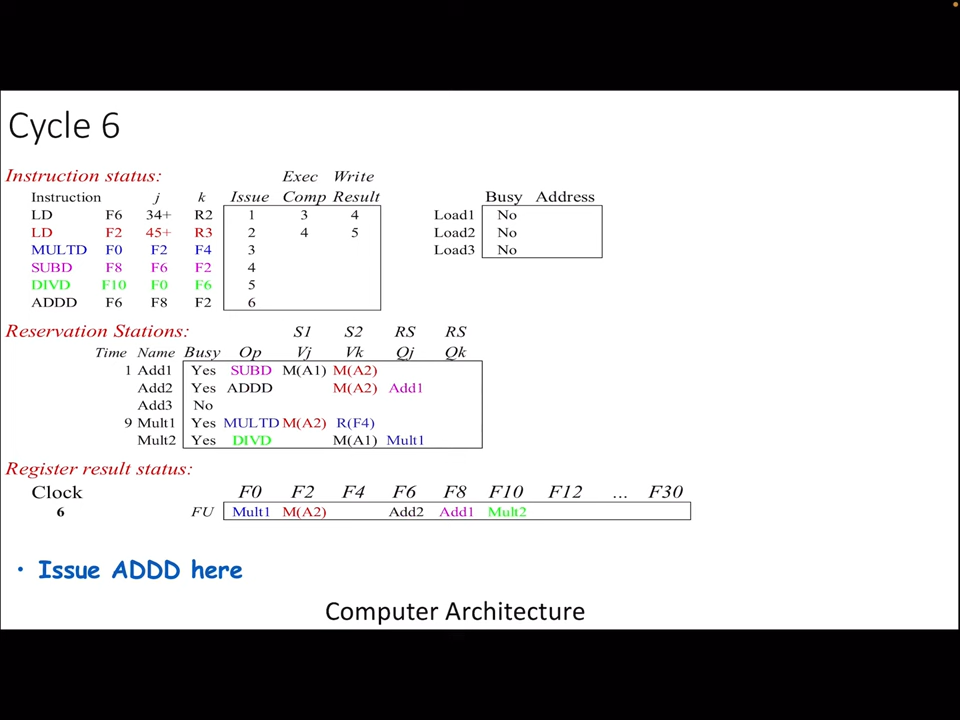 Cycle 6
Instruction status: Exec Write
Instruction j k Issue Comp Result Busy Address
LD F6 34+ R2 1 3 4 Load1 No
LD F2 45+ R3 2 4 5 Load2 No
MULTD F0 F2 F4 3 Load3 No
SUBD F8 F6 F2 4
DIVD F10 F0 F6 5
ADDD F6 F8 F2 6
Reservation Stations: S1 S2 RS RS
Time Name Busy Op Vj Vk Qj Qk
1 Add1 Yes SUBD M(A1) M(A2)
Add2 Yes ADDD M(A2) Add1
Add3 No
9 Mult1 Yes MULTD M(A2) R(F4)
Mult2 Yes DIVD M(A1) Mult1
Register result status:
Clock F0 F2 F4 F6 F8 F10 F12 ... F30
6 FU Mult1 M(A2) Add2 Add1 Mult2
• Issue ADDD here
Computer Architecture